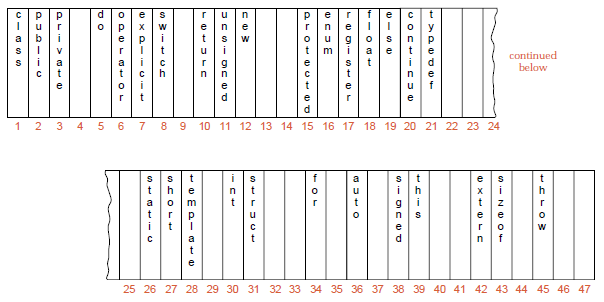 class public private do operator explicit switch return unsigned new protected enum register float else continue typedef
continued
below
1 2 3 4 5 6 7 8 9 10 11 12 13 14 15 16 17 18 19 20 21 22 23 24
static short template int struct for auto signed this extern sizeof throw
25 26 27 28 29 30 31 32 33 34 35 36 37 38 39 40 41 42 43 44 45 46 47